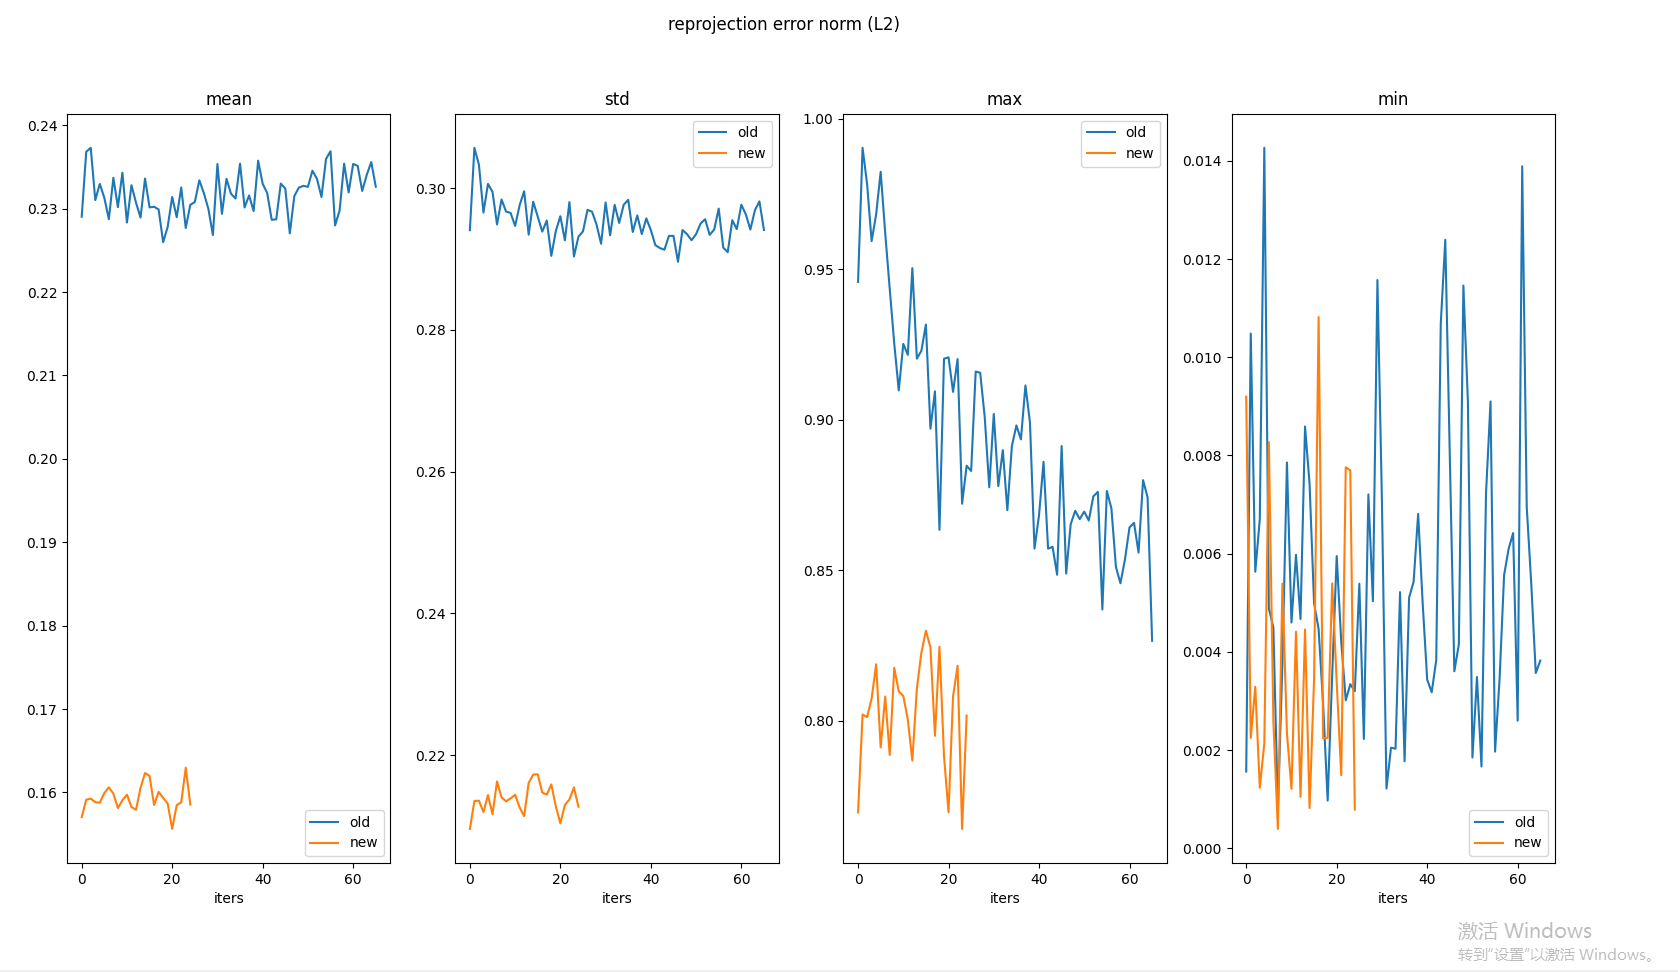 reprojection error norm (L2)
mean
0.24
0.23
0.22
0.21
0.20
0.19
0.18
0.17
0.16
old
new
0
20
40
60
iters
std
old
new
0.30
0.28
0.26
0.24
0.22
0
20
40
60
iters
max
1.00
old
new
0.95
0.90
0.85
0.80
0
20
40
60
iters
min
0.014
0.012
0.010
0.008
0.006
0.004
0.002
0.000
old
new
0
20
40
60
iters
激活 Windows
转到“设置”以激活 Windows。